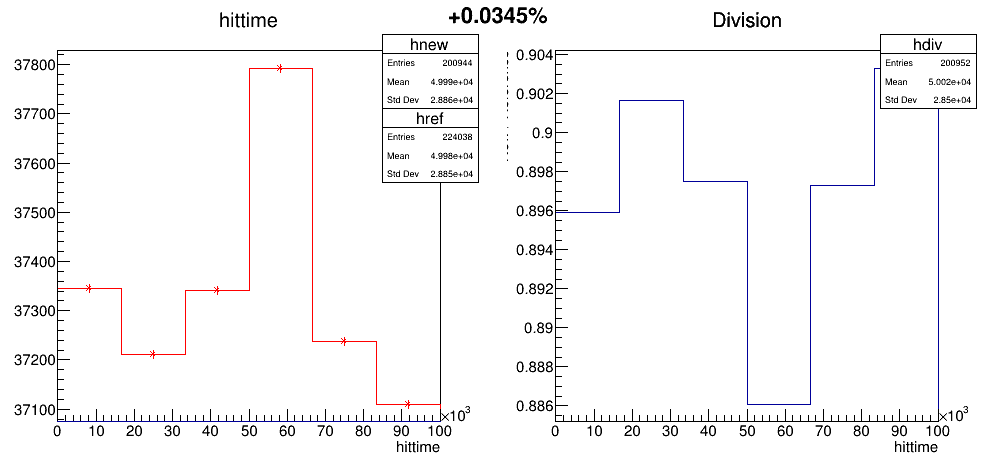 +0.0345%
hittime
hnew
Entries 200944
Mean 4.999e+04
Std Dev 2.886e+04
href
Entries 224038
Mean 4.998e+04
Std Dev 2.885e+04
37800
37700
37600
37500
37400
37300
37200
37100
0 10 20 30 40 50 60 70 80 90 100
×10³
hittime
Division
hdiv
Entries 200952
Mean 5.002e+04
Std Dev 2.85e+04
0.904
0.902
0.9
0.898
0.896
0.894
0.892
0.89
0.888
0.886
0 10 20 30 40 50 60 70 80 90 100
×10³
hittime